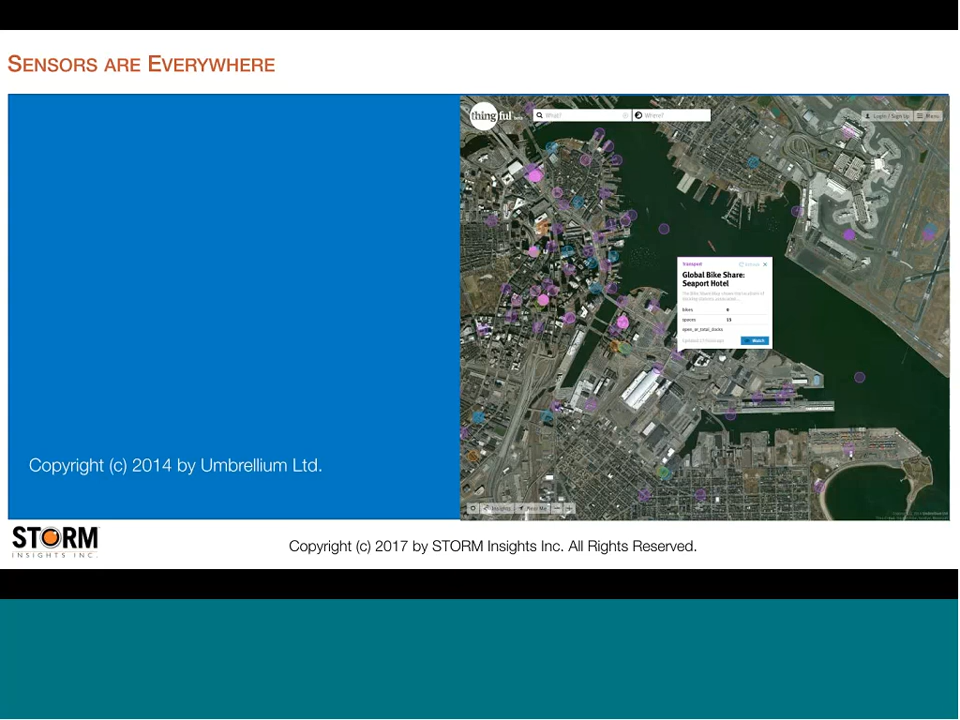 SENSORS ARE EVERYWHERE
thingful
What?
Where?
Login / Sign Up
Menu
Transport
Global Bike Share:
Seaport Hotel
bikes
spaces 15
open_or_total_docks
Watch
Insights
Near Me
Copyright (c) 2014 by Umbrellium Ltd.
STORM
INSIGHTS INC.
Copyright (c) 2017 by STORM Insights Inc. All Rights Reserved.